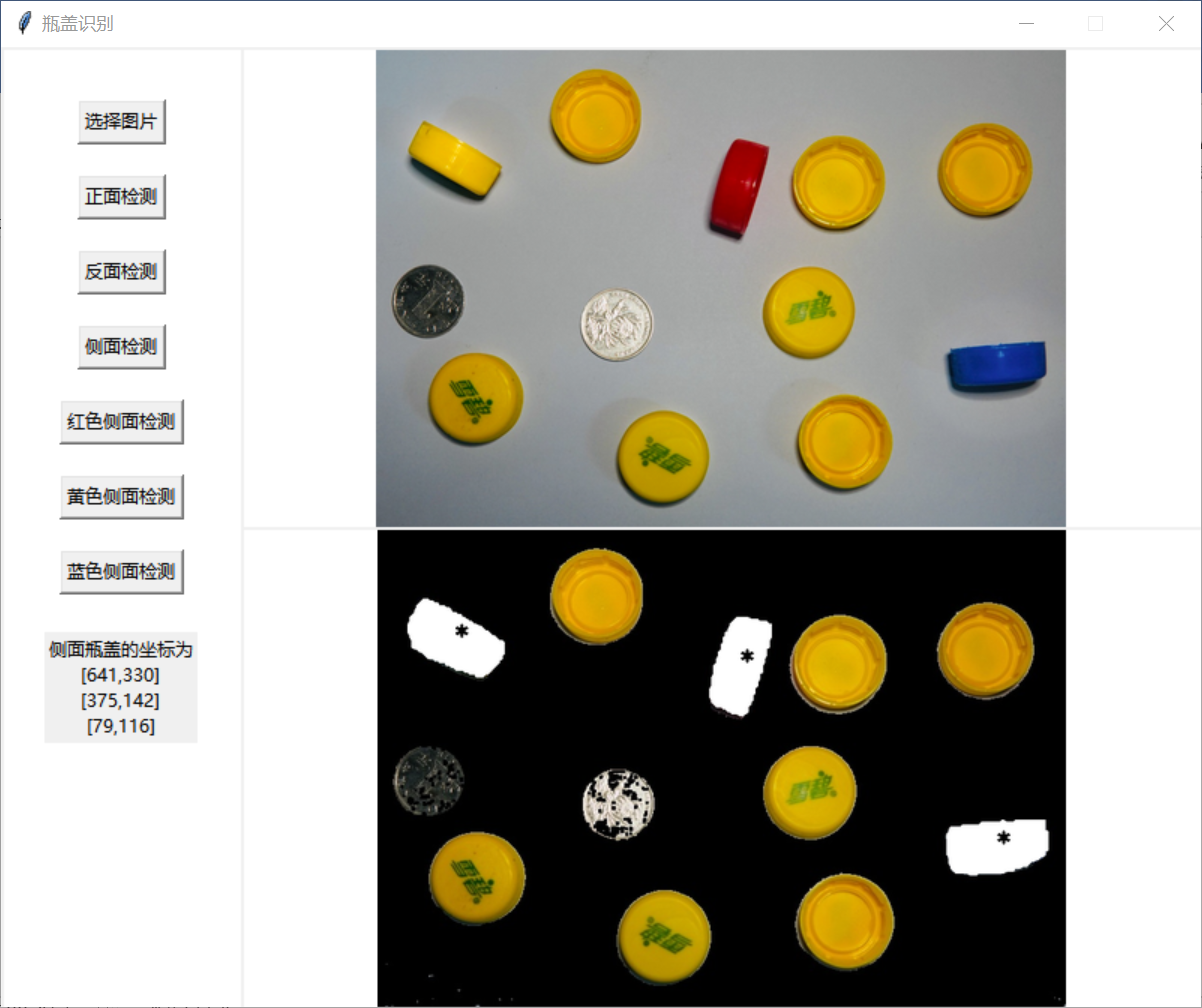 瓶盖识别
选择图片
正面检测
反面检测
侧面检测
红色侧面检测
黄色侧面检测
蓝色侧面检测
侧面瓶盖的坐标为
[641,330]
[375,142]
[79,116]